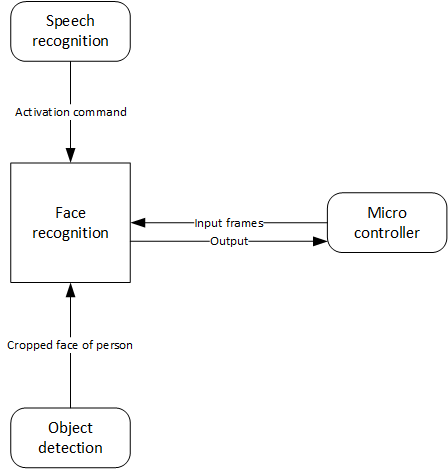 Speech
recognition
Activation command
Face
recognition
Input frames
Output
Micro
controller
Cropped face of person
Object
detection